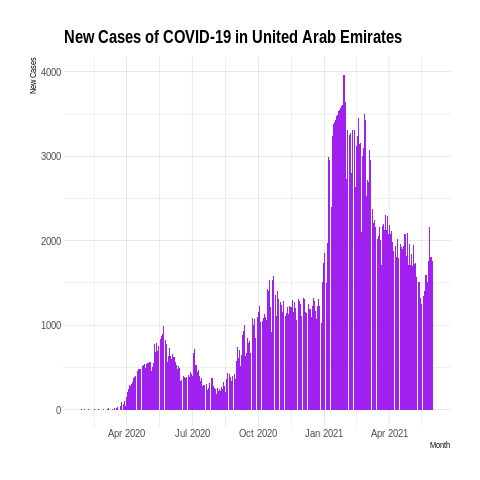 New Cases of COVID-19 in United Arab Emirates
New Cases
4000
3000
2000
1000
0
Apr 2020 Jul 2020 Oct 2020 Jan 2021 Apr 2021
Month